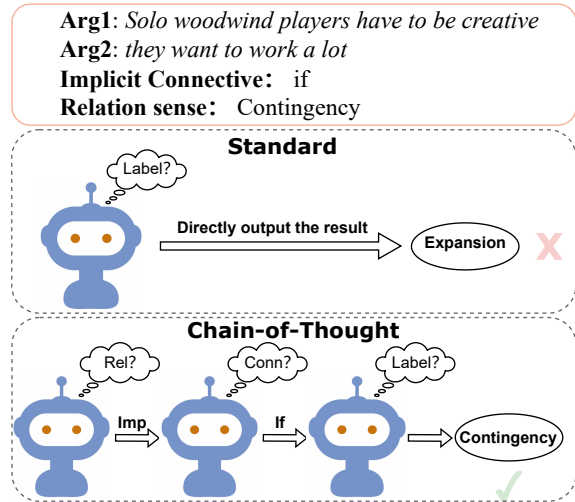 Arg1: Solo woodwind players have to be creative
Arg2: they want to work a lot
Implicit Connective: if
Relation sense: Contingency
Standard
Label?
Directly output the result
Expansion
X
Chain-of-Thought
Rel?
Conn?
Label?
Imp
If
Contingency